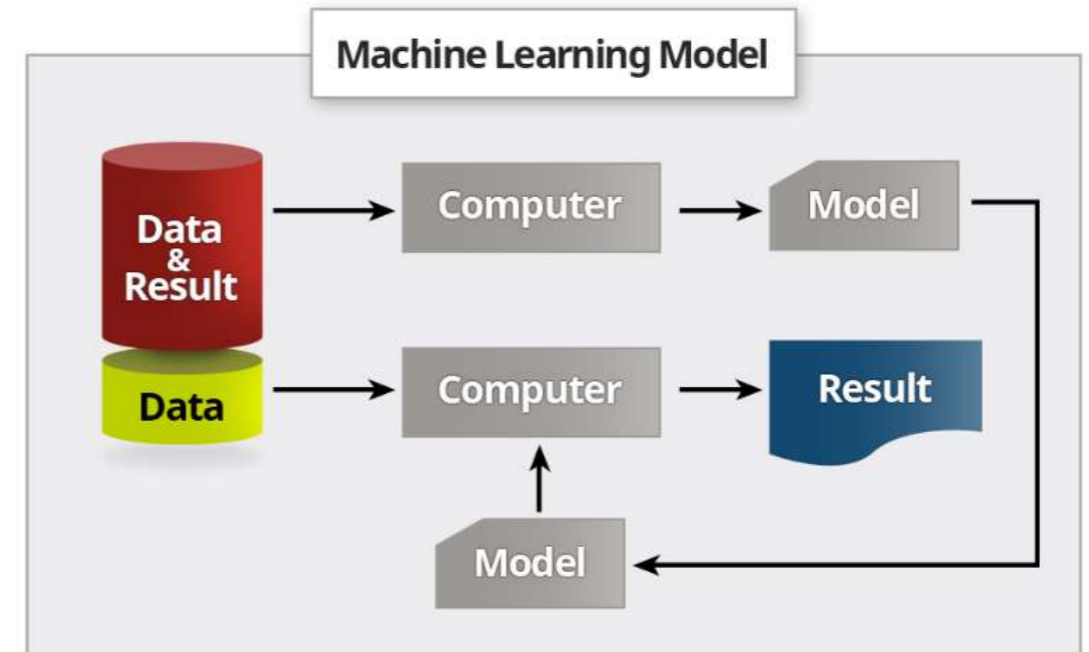 Machine Learning Model
Data
&
Result
Computer
Model
Data
Computer
Result
Model